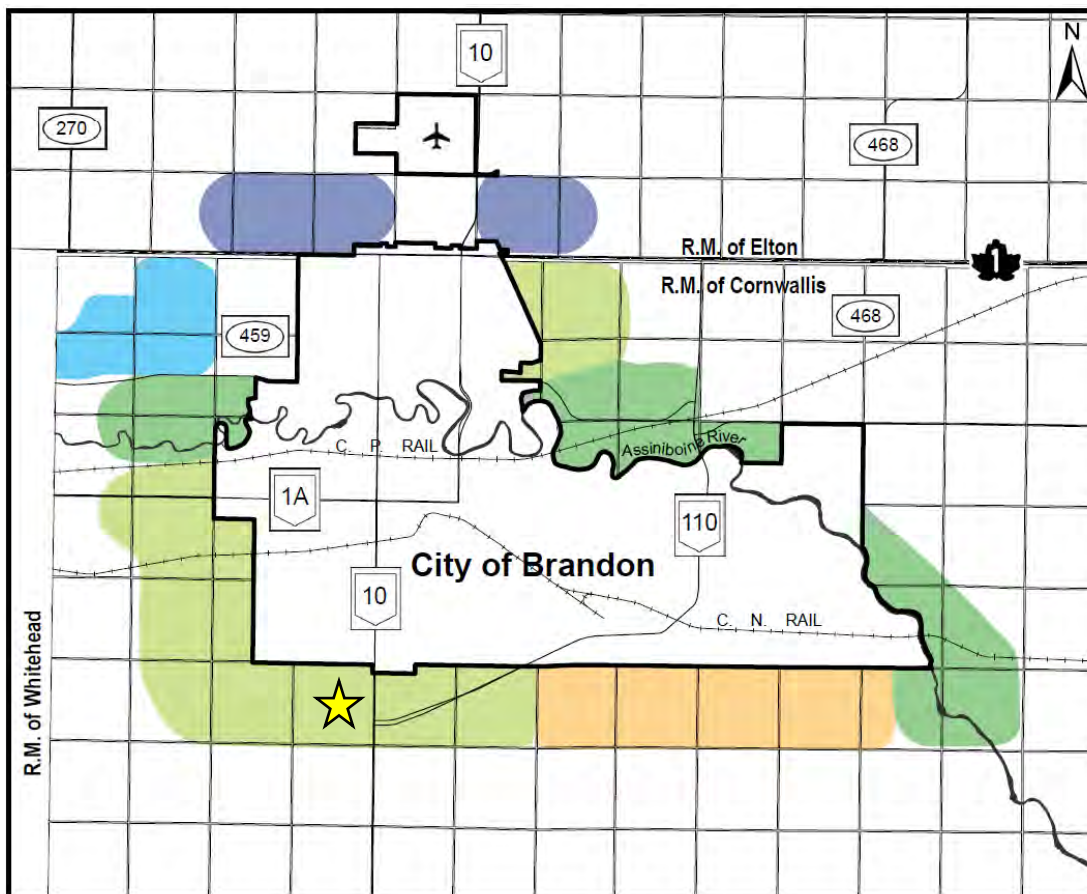 N
10
270
468
R.M. of Elton
1
R.M. of Cornwallis
459
468
Assiniboine River
C. P. RAIL
1A
110
City of Brandon
10
C. N. RAIL
R.M. of Whitehead